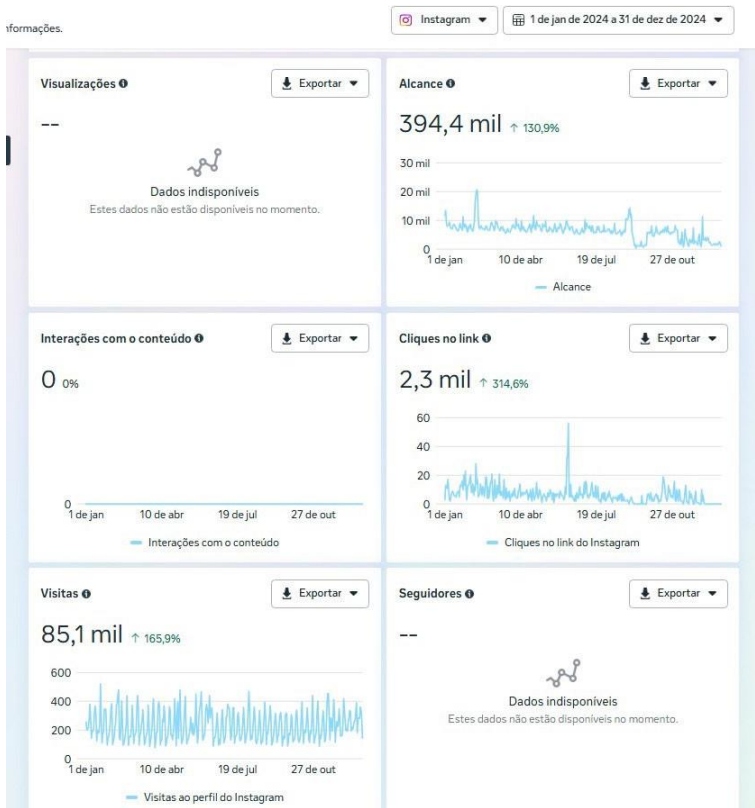 Instagram
1 de jan de 2024 a 31 de dez de 2024
nformações.
Visualizações
Exportar
--
Dados indisponíveis
Estes dados não estão disponíveis no momento.
Alcance
Exportar
394,4 mil ↑ 130,9%
30 mil
20 mil
10 mil
0
1 de jan 10 de abr 19 de jul 27 de out
Alcance
Interações com o conteúdo
Exportar
0 0%
0
1 de jan 10 de abr 19 de jul 27 de out
Interações com o conteúdo
Cliques no link
Exportar
2,3 mil ↑ 314,6%
60
40
20
0
1 de jan 10 de abr 19 de jul 27 de out
Cliques no link do Instagram
Visitas
Exportar
85,1 mil ↑ 165,9%
600
400
200
0
1 de jan 10 de abr 19 de jul 27 de out
Visitas ao perfil do Instagram
Seguidores
Exportar
--
Dados indisponíveis
Estes dados não estão disponíveis no momento.